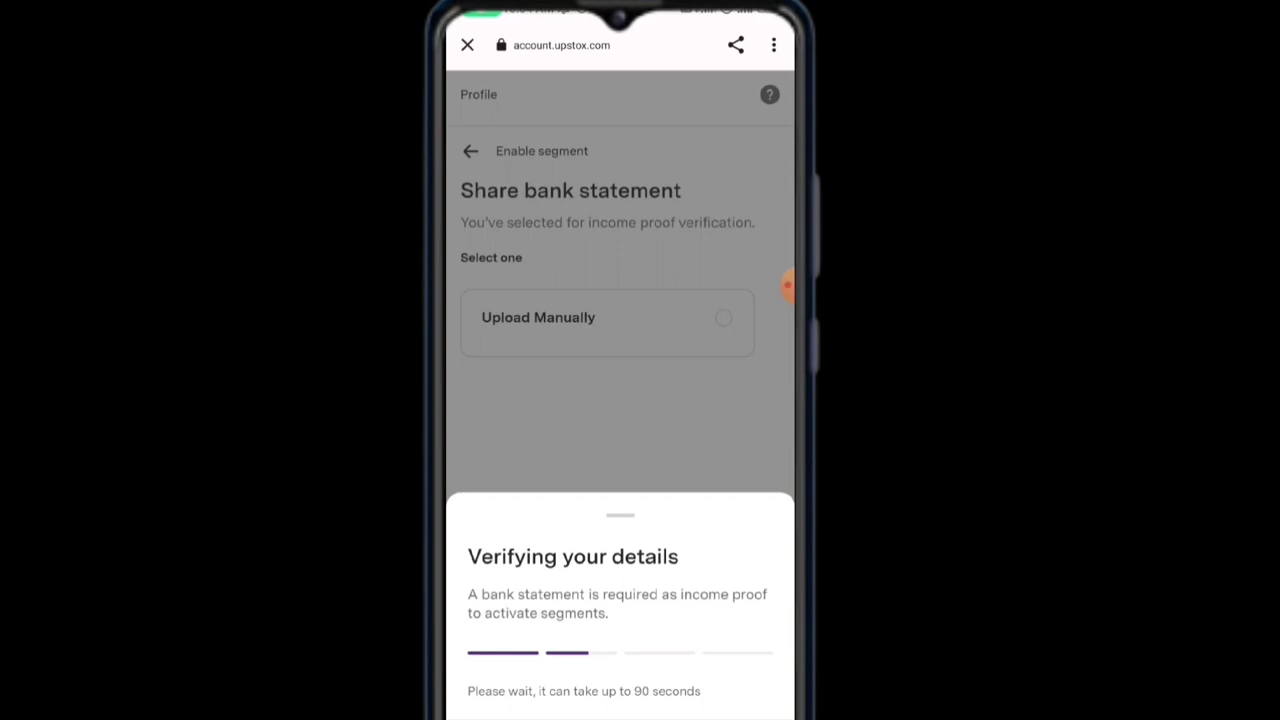 account.upstox.com
Profile
?
Enable segment
Share bank statement
You've selected for income proof verification.
Select one
Upload Manually
Verifying your details
A bank statement is required as income proof
to activate segments.
Please wait, it can take up to 90 seconds